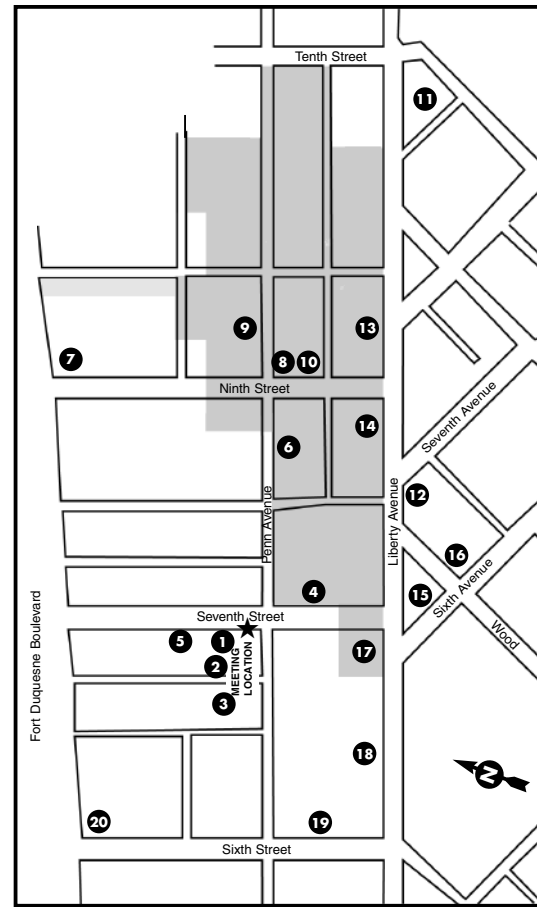 Tenth Street
11
9
13
7
8
10
Ninth Street
14
6
Seventh Avenue
12
Penn Avenue
Liberty Avenue
16
4
15
Sixth Avenue
Seventh Street
Wood
5
1
2
MEETING
LOCATION
17
Fort Duquesne Boulevard
3
18
N
20
19
Sixth Street